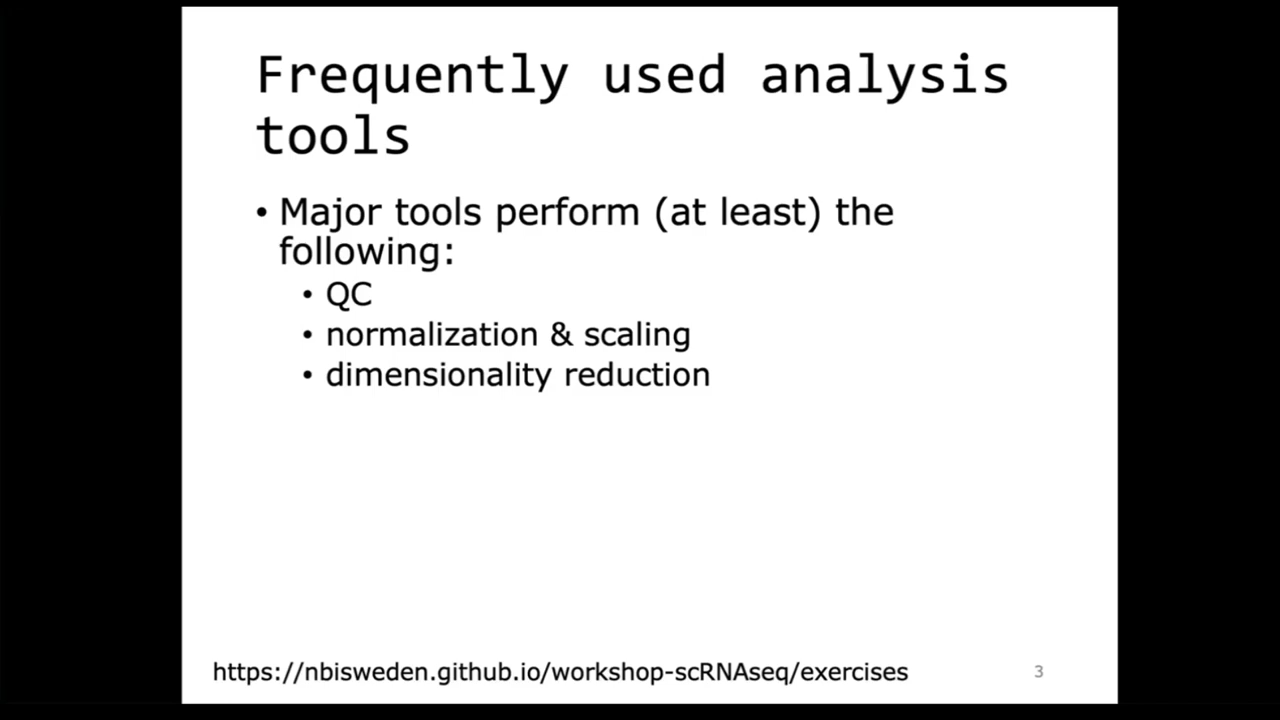 Frequently used analysis
tools
• Major tools perform (at least) the
following:
• QC
• normalization & scaling
• dimensionality reduction
https://nbisweden.github.io/workshop-scRNAseq/exercises
3